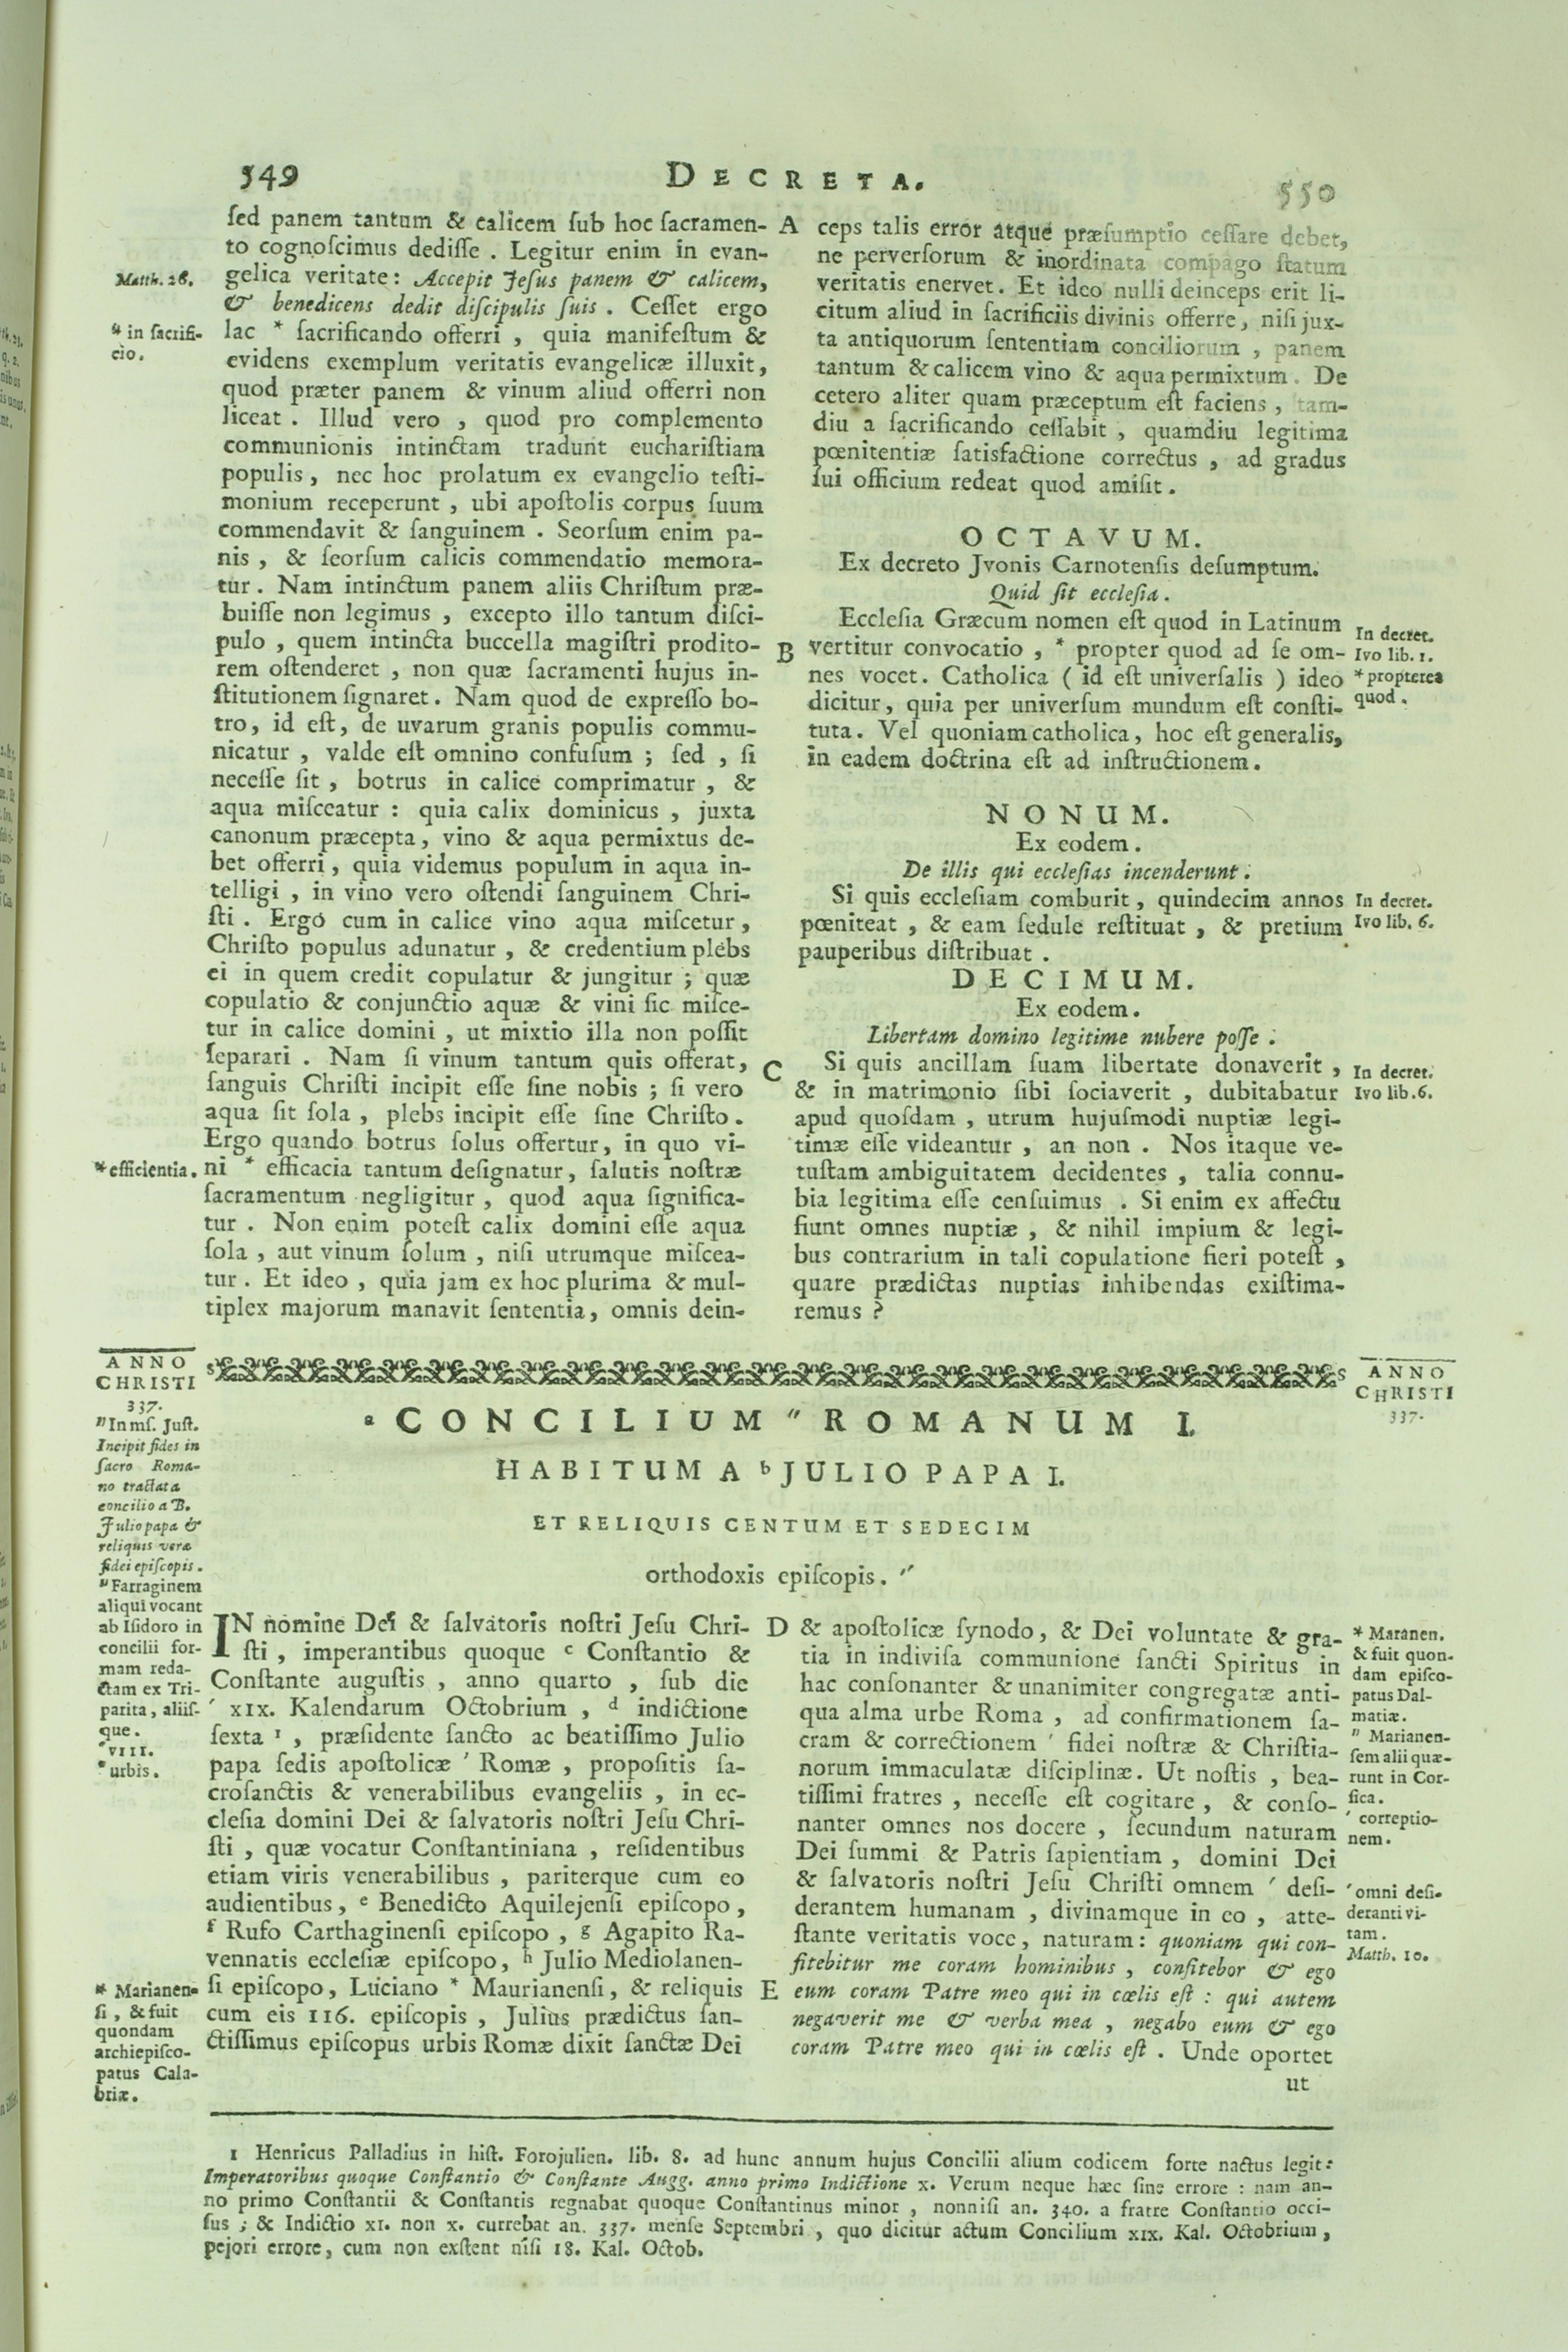 549
DECRETA.
550
sed panem tantum & calicem sub hoc sacramen-
to cognoscimus dedisse . Legitur enim in evan-
gelica veritate: Accepit Jesus panem & calicem,
& benedicens dedit discipulis suis . Cesset ergo
lac * sacrificando offerri , quia manifestum &
evidens exemplum veritatis evangelicæ illuxit,
quod præter panem & vinum aliud offerri non
liceat . Illud vero , quod pro complemento
communionis intinctam tradunt eucharistiam
populis , nec hoc prolatum ex evangelio testi-
monium receperunt , ubi apostolis corpus suum
commendavit & sanguinem . Seorsum enim pa-
nis , & seorsum calicis commendatio memora-
tur . Nam intinctum panem aliis Christum præ-
buisse non legimus , excepto illo tantum disci-
pulo , quem intincta buccella magistri prodito-
rem ostenderet , non quæ sacramenti hujus in-
stitutionem signaret . Nam quod de expresso bo-
tro, id est, de uvarum granis populis commu-
nicatur , valde est omnino confusum ; sed , si
necesse sit , botrus in calice comprimatur , &
aqua misceatur : quia calix dominicus , juxta
canonum præcepta, vino & aqua permixtus de-
bet offerri, quia videmus populum in aqua in-
telligi , in vino vero ostendi sanguinem Chri-
sti . Ergo cum in calice vino aqua miscetur ,
Christo populus adunatur , & credentium plebs
ei in quem credit copulatur & jungitur ; quæ
copulatio & conjunctio aquæ & vini sic misce-
tur in calice domini , ut mixtio illa non possit
separari . Nam si vinum tantum quis offerat,
sanguis Christi incipit esse sine nobis ; si vero
aqua sit sola , plebs incipit esse sine Christo .
Ergo quando botrus solus offertur, in quo vi-
ni * efficacia tantum designatur, salutis nostræ
sacramentum negligitur , quod aqua significa-
tur . Non enim potest calix domini esse aqua
sola , aut vinum solum , nisi utrumque miscea-
tur . Et ideo , quia jam ex hoc plurima & mul-
tiplex majorum manavit sententia, omnis dein-
Matth. 26.
* in sacrifi-
cio.
* efficientia.
A
B
C
ceps talis error atque præsumptio cessare debet,
ne perversorum & inordinata compago statum
veritatis enervet. Et ideo nulli deinceps erit li-
citum aliud in sacrificiis divinis offerre, nisi jux-
ta antiquorum sententiam conciliorum , panem
tantum & calicem vino & aqua permixtum. De
cetero aliter quam præceptum est faciens , tam-
diu a sacrificando cessabit , quamdiu legitima
pœnitentiæ satisfactione correctus , ad gradus
sui officium redeat quod amisit .
OCTAVUM.
Ex decreto Jvonis Carnotensis desumptum.
Quid sit ecclesia .
Ecclesia Græcum nomen est quod in Latinum
vertitur convocatio , * propter quod ad se om-
nes vocet. Catholica ( id est universalis ) ideo
dicitur, quia per universum mundum est consti-
tuta. Vel quoniam catholica, hoc est generalis,
in eadem doctrina est ad instructionem .
In decret.
Ivo lib. 1.
* propterea
quod .
NONUM.
Ex eodem .
De illis qui ecclesias incenderunt .
Si quis ecclesiam comburit, quindecim annos
pœniteat , & eam sedule restituat , & pretium
pauperibus distribuat .
In decret.
Ivo lib. 6.
DECIMUM.
Ex eodem.
Libertam domino legitime nubere posse .
Si quis ancillam suam libertate donaverit ,
& in matrimonio sibi sociaverit , dubitabatur
apud quosdam , utrum hujusmodi nuptiæ legi-
timæ esse videantur , an non . Nos itaque ve-
tustam ambiguitatem decidentes , talia connu-
bia legitima esse censuimus . Si enim ex affectu
fiunt omnes nuptiæ , & nihil impium & legi-
bus contrarium in tali copulatione fieri potest ,
quare prædictas nuptias inhibendas existima-
remus ?
In decret.
Ivo lib. 6.
ANNO
CHRISTI
337.
ANNO
CHRISTI
337.
ᵃ CONCILIUM " ROMANUM I.
HABITUM A ᵇ JULIO PAPA I.
ET RELIQUIS CENTUM ET SEDECIM
orthodoxis episcopis. "
" In ms. Just.
Incipit fides in
sacro Roma-
no tractata
concilio a B.
Julio papa &
reliquis veræ
fidei episcopis .
" Farraginem
aliqui vocant
ab Isidoro in
concilii for-
mam reda-
ctam ex Tri-
parita, aliis-
que.
′ VIII.
* urbis.
* Marianen-
si , & fuit
quondam
archiepisco-
patus Cala-
briæ.
IN nomine Dei & salvatoris nostri Jesu Chri-
sti , imperantibus quoque ᶜ Constantio &
Constante augustis , anno quarto , sub die
′ XIX. Kalendarum Octobrium , ᵈ indictione
sexta ¹ , præsidente sancto ac beatissimo Julio
papa sedis apostolicæ ′ Romæ , propositis sa-
crosanctis & venerabilibus evangeliis , in ec-
clesia domini Dei & salvatoris nostri Jesu Chri-
sti , quæ vocatur Constantiniana , residentibus
etiam viris venerabilibus , pariterque cum eo
audientibus, ᵉ Benedicto Aquilejensi episcopo ,
ᶠ Rufo Carthaginensi episcopo , ᵍ Agapito Ra-
vennatis ecclesiæ episcopo, ʰ Julio Mediolanen-
si episcopo, Luciano * Maurianensi, & reliquis
cum eis 116. episcopis , Julius prædictus san-
ctissimus episcopus urbis Romæ dixit sanctæ Dei
D
E
& apostolicæ synodo, & Dei voluntate & gra-
tia in indivisa communione sancti Spiritus in
hac consonanter & unanimiter congregatæ anti-
qua alma urbe Roma , ad confirmationem sa-
cram & correctionem ′ fidei nostræ & Christia-
norum immaculatæ disciplinæ. Ut nostis , bea-
tissimi fratres , necesse est cogitare , & conso-
nanter omnes nos docere , secundum naturam
Dei summi & Patris sapientiam , domini Dei
& salvatoris nostri Jesu Christi omnem ′ desi-
derantem humanam , divinamque in eo , atte-
stante veritatis voce, naturam: quoniam qui con-
fitebitur me coram hominibus , confitebor & ego
eum coram Patre meo qui in cœlis est : qui autem
negaverit me & verba mea , negabo eum & ego
coram Patre meo qui in cœlis est . Unde oportet
ut
* Maranen.
& fuit quon-
dam episco-
patus Dal-
matiæ.
" Marianen-
sem alii quæ-
runt in Cor-
sica.
′ correptio-
nem.
′ omni desi-
deranti vi-
tam.
Matth. 10.
1 Henricus Palladius in hist. Forojulien. lib. 8. ad hunc annum hujus Concilii alium codicem forte nactus legit:
Imperatoribus quoque Constantio & Constante Augg. anno primo Indictione x. Verum neque hæc sine errore : nam an-
no primo Constantii & Constantis regnabat quoque Constantinus minor , nonnisi an. 340. a fratre Constantio occi-
sus ; & Indictio XI. non x. currebat an. 337. mense Septembri , quo dicitur actum Concilium XIX. Kal. Octobrium,
pejori errore, cum non exstent nisi 18. Kal. Octob.